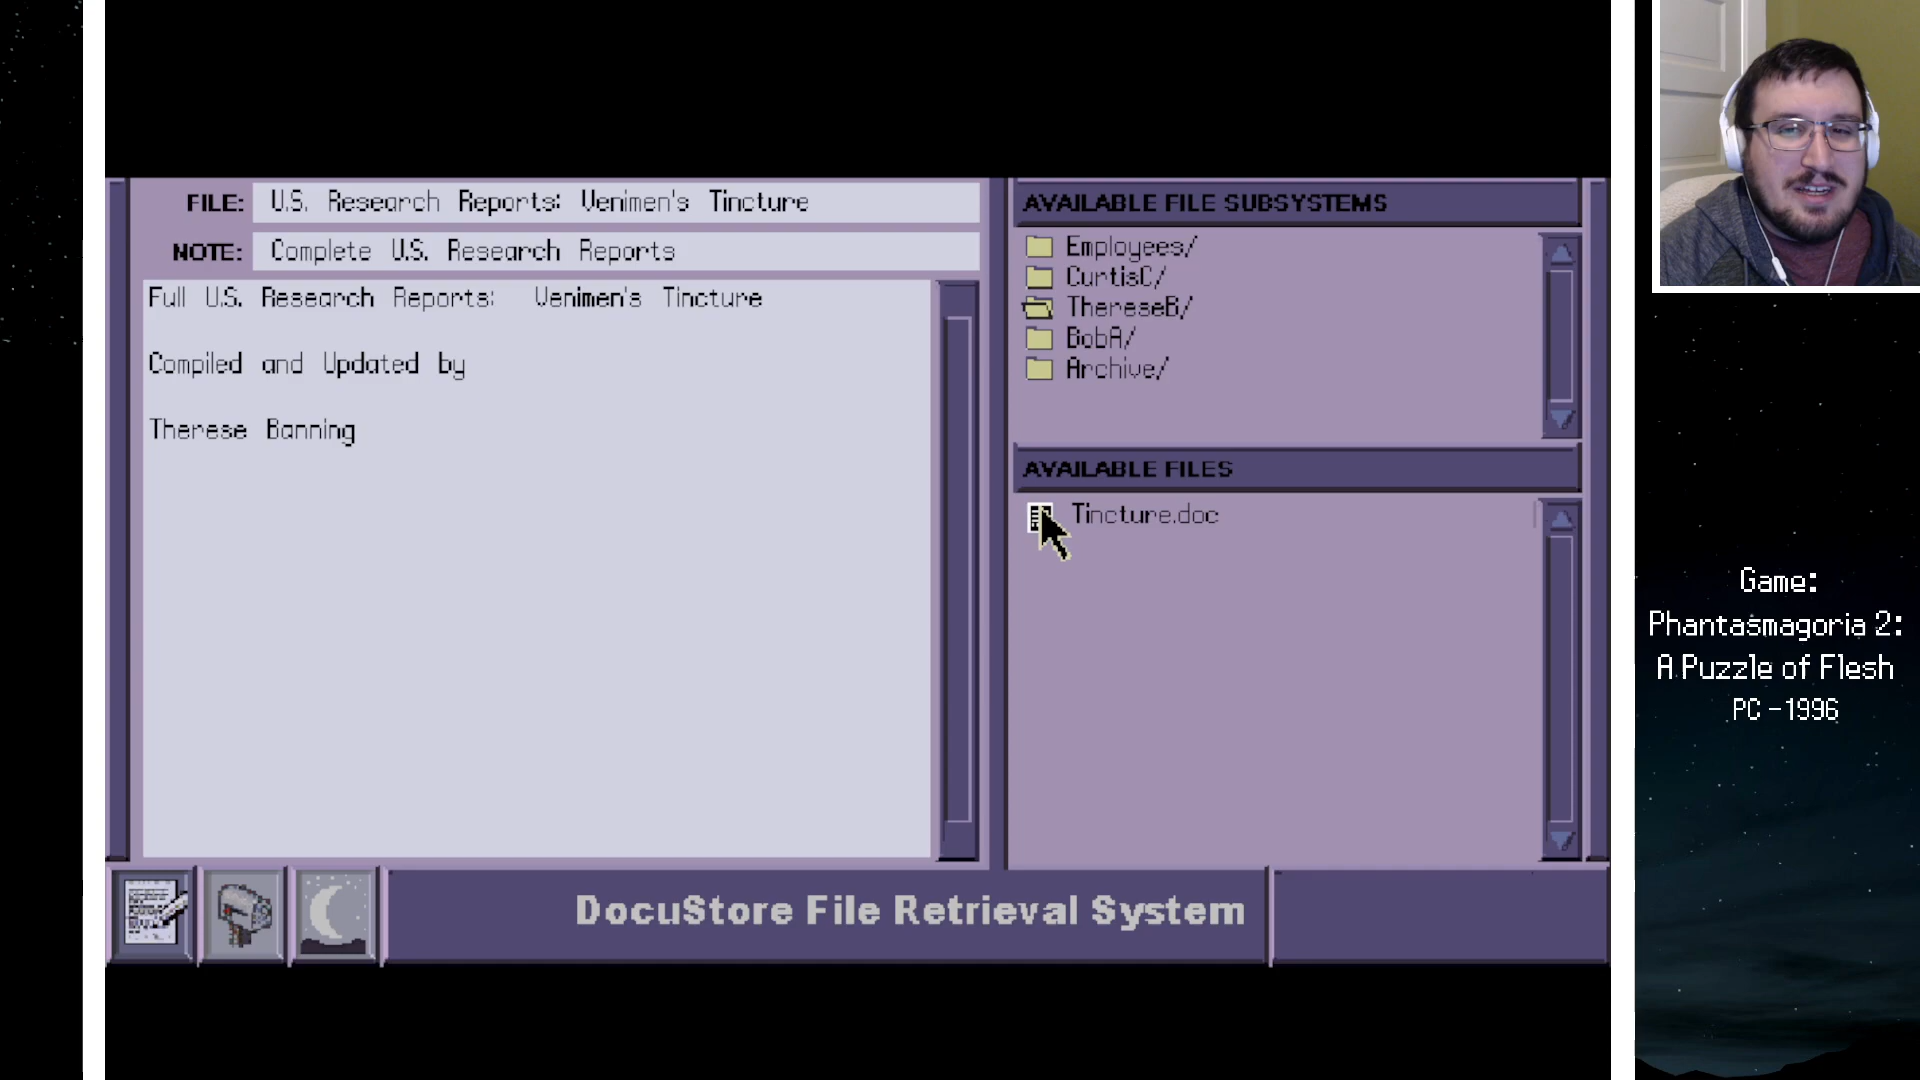 FILE: U.S. Research Reports: Venimen's Tincture
NOTE: Complete U.S. Research Reports
Full U.S. Research Reports: Venimen's Tincture
Compiled and Updated by
Therese Banning
AVAILABLE FILE SUBSYSTEMS
Employees/
CurtisC/
ThereseB/
BobA/
Archive/
AVAILABLE FILES
Tincture.doc
DocuStore File Retrieval System
Game:
Phantasmagoria 2:
A Puzzle of Flesh
PC -1996